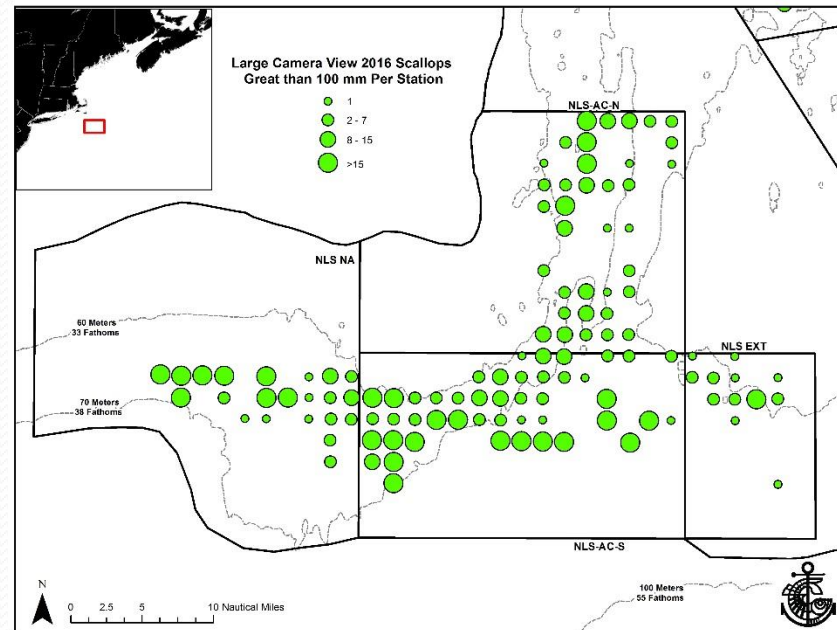 Large Camera View 2016 Scallops
Great than 100 mm Per Station
1
2 - 7
8 - 15
>15
NLS-AC-N
NLS NA
60 Meters
33 Fathoms
NLS EXT
70 Meters
38 Fathoms
NLS-AC-S
100 Meters
55 Fathoms
N
0 2.5 5 10 Nautical Miles